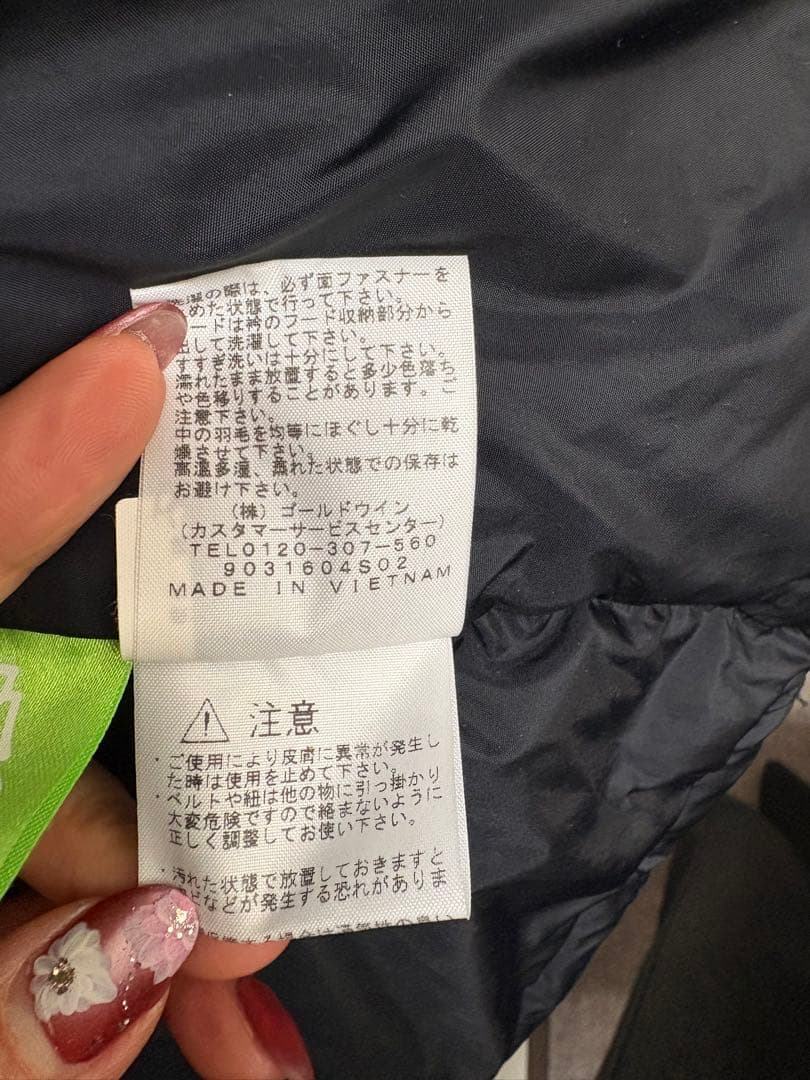 の際は、必ず面ファスナーを
めた状態で行って下さい。
ードは衿のフード収納部分から
出して洗濯して下さい。
すすぎ洗いは十分にして下さい。
濡れたまま放置すると多少色落ち
や色移りすることがあります。ご
注意下さい。
中の羽毛を均等にほぐし十分に乾
燥させて下さい。
高温多湿、濡れた状態での保存は
お避け下さい。
(株)ゴールドウイン
(カスタマーサービスセンター)
TEL0120-307-560
9031604S02
MADE IN VIETNAM
注意
・ご使用により皮膚に異常が発生し
た時は使用を止めて下さい。
・ベルトや紐は他の物に引っ掛かり
大変危険ですので絡まないように
正しく調整してお使い下さい。
・汚れた状態で放置しておきますと
などが発生する恐れがありま